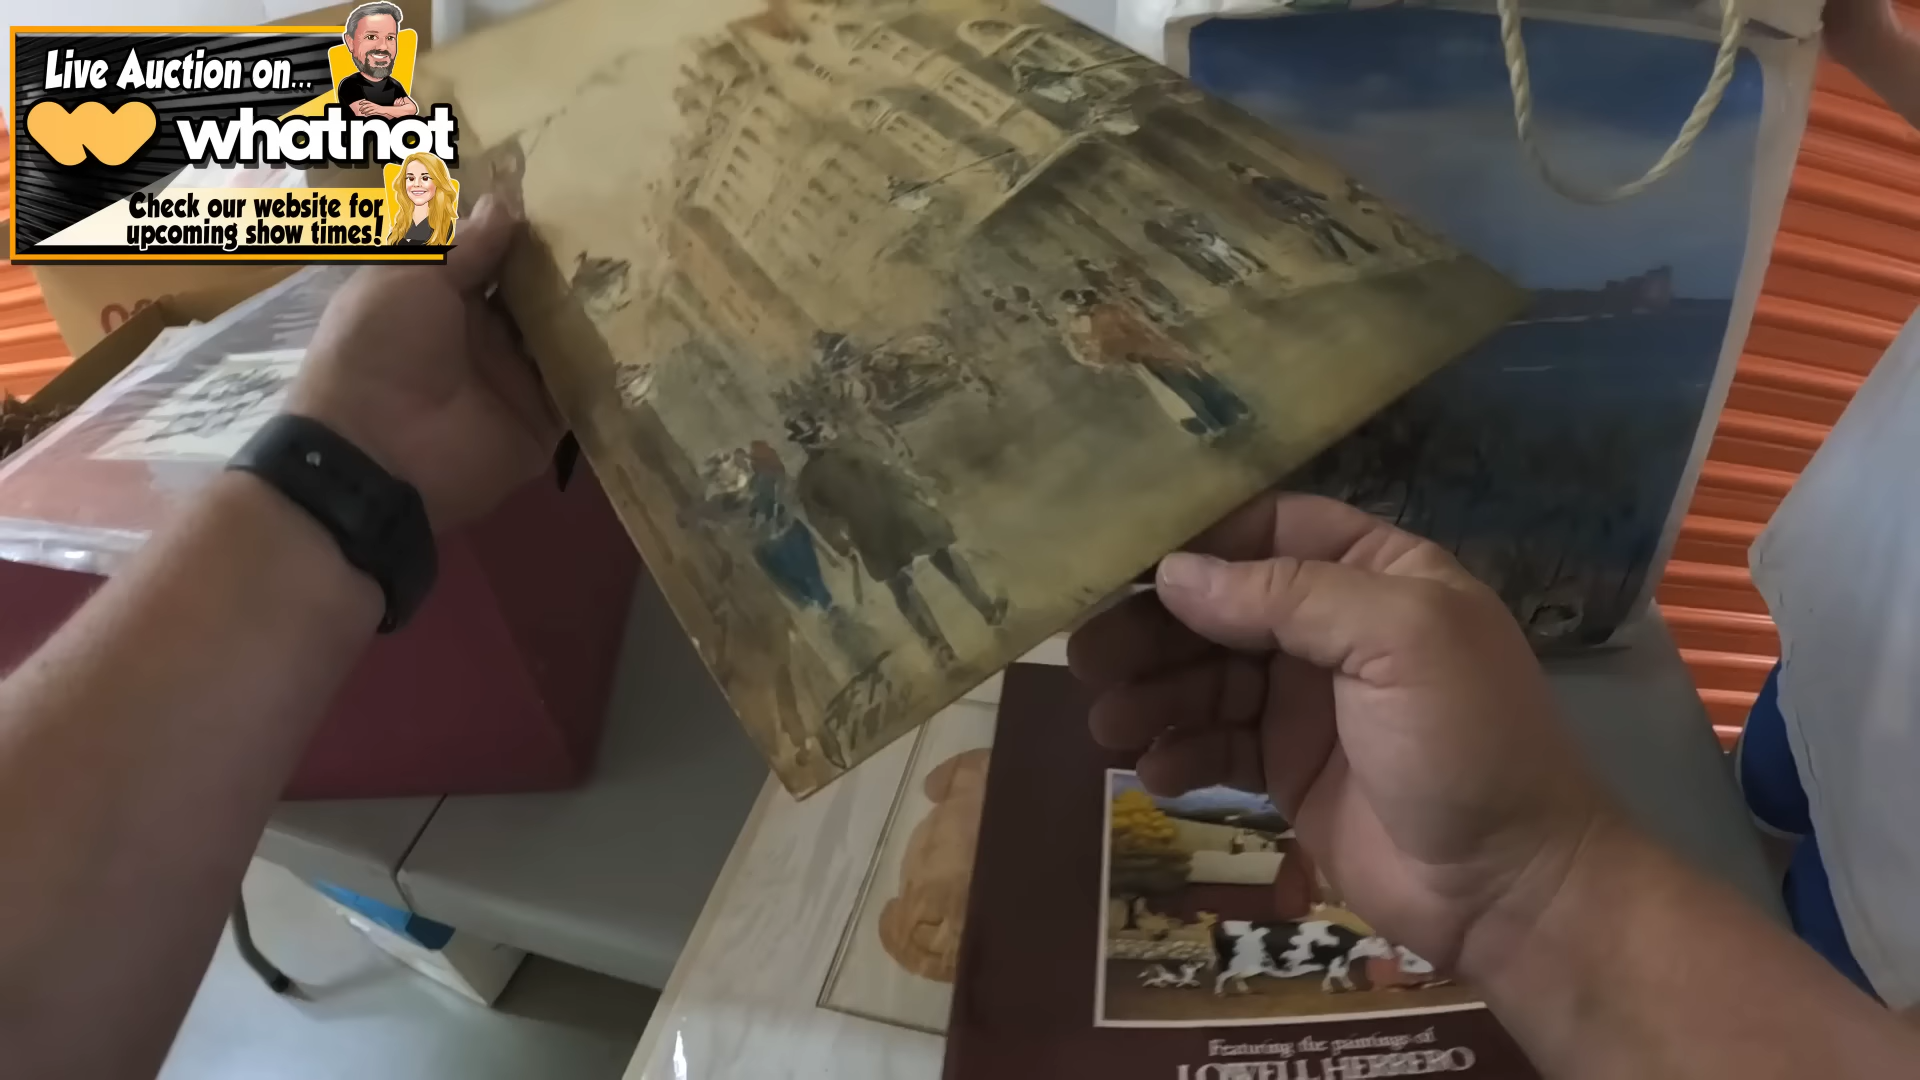 Live Auction on...
whatnot
Check our website for
upcoming show times!
Featuring the paintings of
LOWELL HERRERO